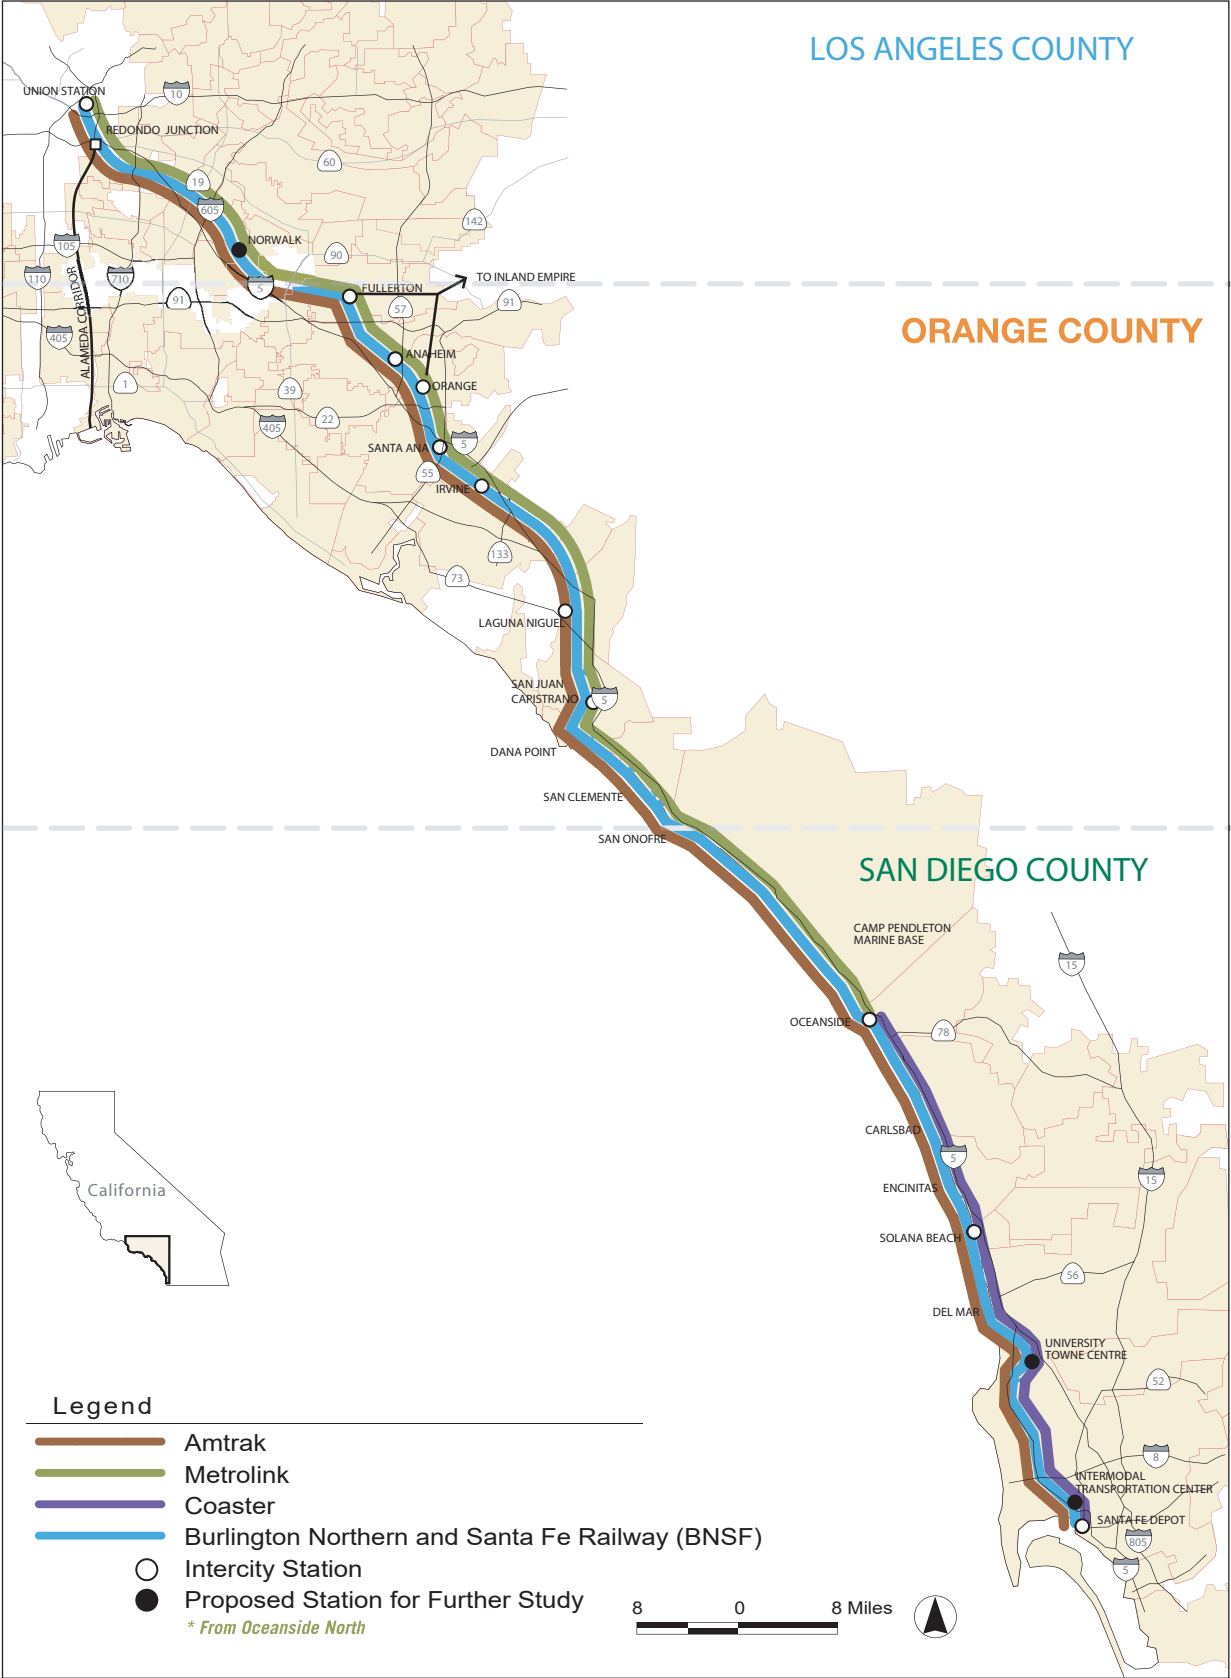 LOS ANGELES COUNTY
UNION STATION
10
REDONDO JUNCTION
60
19
605
142
NORWALK
105
90
110
710
TO INLAND EMPIRE
5
FULLERTON
91
57
91
ALAMEDA CORRIDOR
ORANGE COUNTY
405
ANAHEIM
1
39
ORANGE
22
405
5
SANTA ANA
55
IRVINE
133
73
LAGUNA NIGUEL
SAN JUAN
CAPISTRANO
5
DANA POINT
SAN CLEMENTE
SAN ONOFRE
SAN DIEGO COUNTY
CAMP PENDLETON
MARINE BASE
15
OCEANSIDE
78
CARLSBAD
5
15
ENCINITAS
California
SOLANA BEACH
56
DEL MAR
UNIVERSITY
TOWNE CENTRE
52
8
INTERMODAL
TRANSPORTATION CENTER
SANTA FE DEPOT
805
5
Legend
Amtrak
Metrolink
Coaster
Burlington Northern and Santa Fe Railway (BNSF)
Intercity Station
Proposed Station for Further Study
* From Oceanside North
8 0 8 Miles